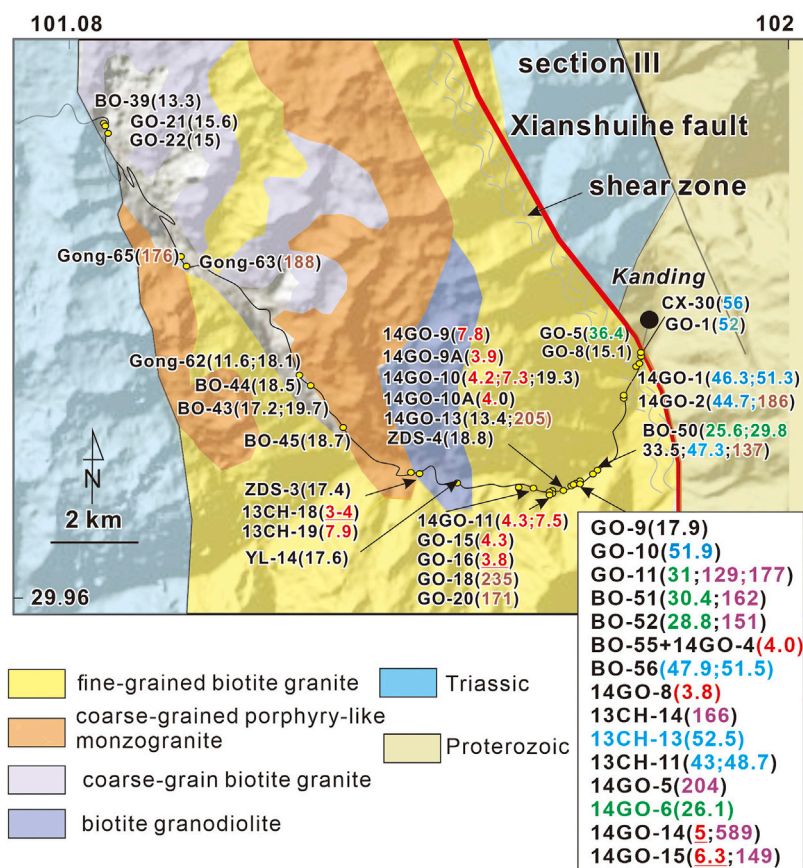 101.08
102
section III
Xianshuihe fault
shear zone
BO-39(13.3)
GO-21(15.6)
GO-22(15)
Gong-65(176)
Gong-63(188)
Kanding
CX-30(56)
GO-1(52)
14GO-9(7.8)
14GO-9A(3.9)
14GO-10(4.2;7.3;19.3)
14GO-10A(4.0)
14GO-13(13.4;205)
ZDS-4(18.8)
GO-5(36.4)
GO-8(15.1)
14GO-1(46.3;51.3)
14GO-2(44.7;186)
BO-50(25.6;29.8
33.5;47.3;137)
Gong-62(11.6;18.1)
BO-44(18.5)
BO-43(17.2;19.7)
BO-45(18.7)
N
2 km
ZDS-3(17.4)
13CH-18(3-4)
13CH-19(7.9)
YL-14(17.6)
14GO-11(4.3;7.5)
GO-15(4.3)
GO-16(3.8)
GO-18(235)
GO-20(171)
29.96
GO-9(17.9)
GO-10(51.9)
GO-11(31;129;177)
BO-51(30.4;162)
BO-52(28.8;151)
BO-55+14GO-4(4.0)
BO-56(47.9;51.5)
14GO-8(3.8)
13CH-14(166)
13CH-13(52.5)
13CH-11(43;48.7)
14GO-5(204)
14GO-6(26.1)
14GO-14(5;589)
14GO-15(6.3;149)
fine-grained biotite granite
coarse-grained porphyry-like
monzogranite
coarse-grain biotite granite
biotite granodiolite
Triassic
Proterozoic